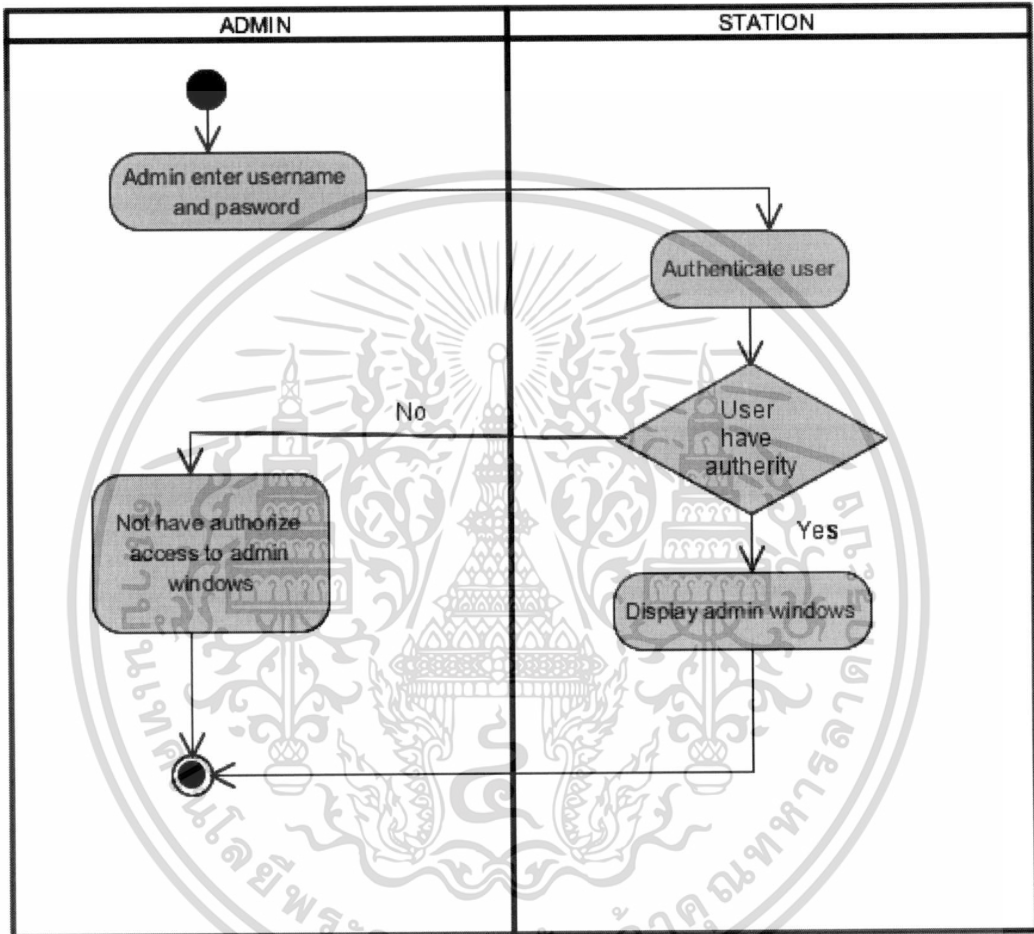 ADMIN
STATION
Admin enter username
and pasword
Authenticate user
User
have
autherity
No
Yes
Not have authorize
access to admin
windows
Display admin windows